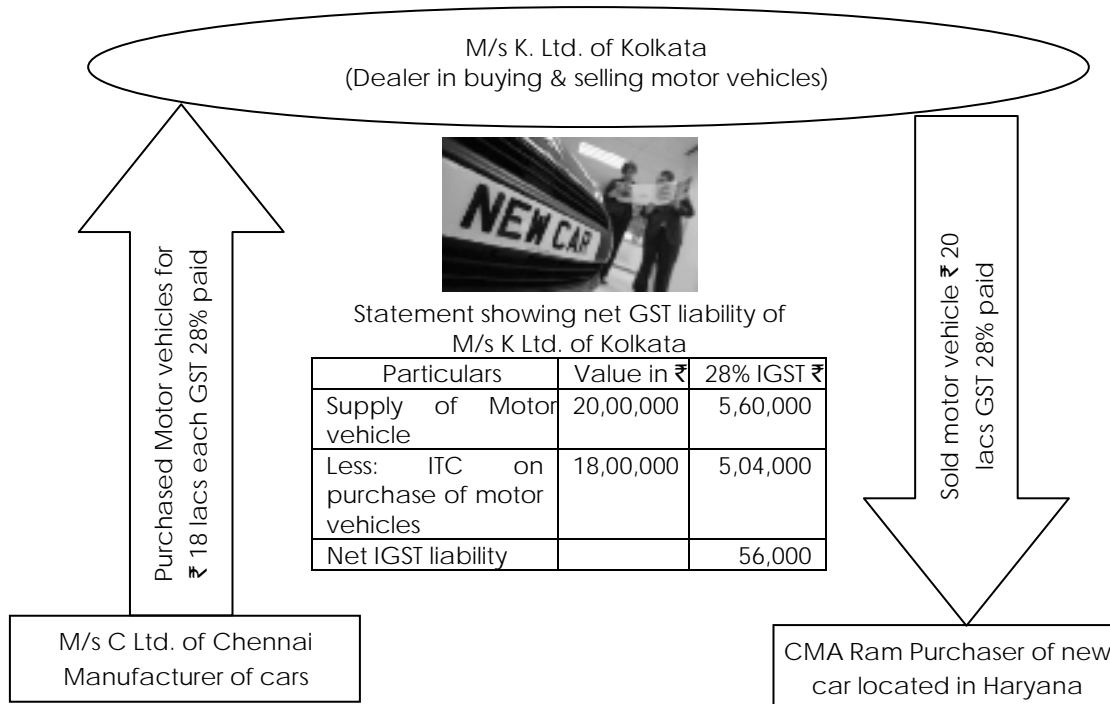 M/s K. Ltd. of Kolkata
(Dealer in buying & selling motor vehicles)
Purchased Motor vehicles for
₹ 18 lacs each GST 28% paid
NEW CAR
Statement showing net GST liability of
M/s K Ltd. of Kolkata
Particulars Value in ₹ 28% IGST ₹
Supply of Motor 20,00,000 5,60,000
vehicle
Less: ITC on 18,00,000 5,04,000
purchase of motor
vehicles
Net IGST liability 56,000
Sold motor vehicle ₹ 20
lacs GST 28% paid
M/s C Ltd. of Chennai
Manufacturer of cars
CMA Ram Purchaser of new
car located in Haryana